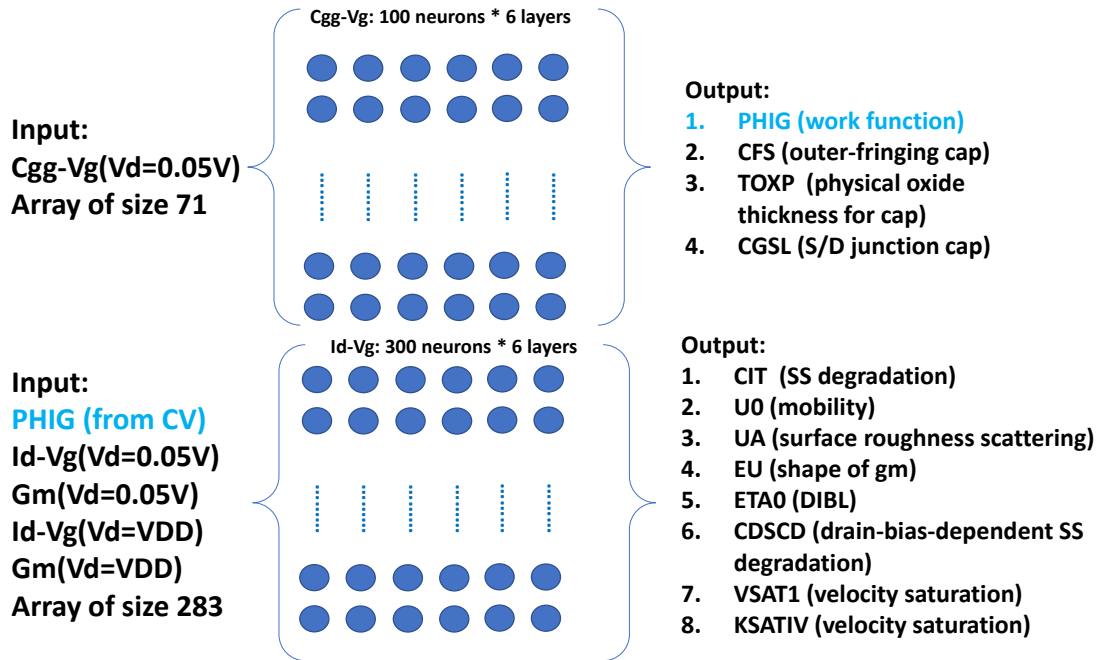 Cgg-Vg: 100 neurons * 6 layers
Input:
Cgg-Vg(Vd=0.05V)
Array of size 71
Output:
1. PHIG (work function)
2. CFS (outer-fringing cap)
3. TOXP (physical oxide
thickness for cap)
4. CGSL (S/D junction cap)
Id-Vg: 300 neurons * 6 layers
Input:
PHIG (from CV)
Id-Vg(Vd=0.05V)
Gm(Vd=0.05V)
Id-Vg(Vd=VDD)
Gm(Vd=VDD)
Array of size 283
Output:
1. CIT (SS degradation)
2. U0 (mobility)
3. UA (surface roughness scattering)
4. EU (shape of gm)
5. ETA0 (DIBL)
6. CDSCD (drain-bias-dependent SS
degradation)
7. VSAT1 (velocity saturation)
8. KSATIV (velocity saturation)